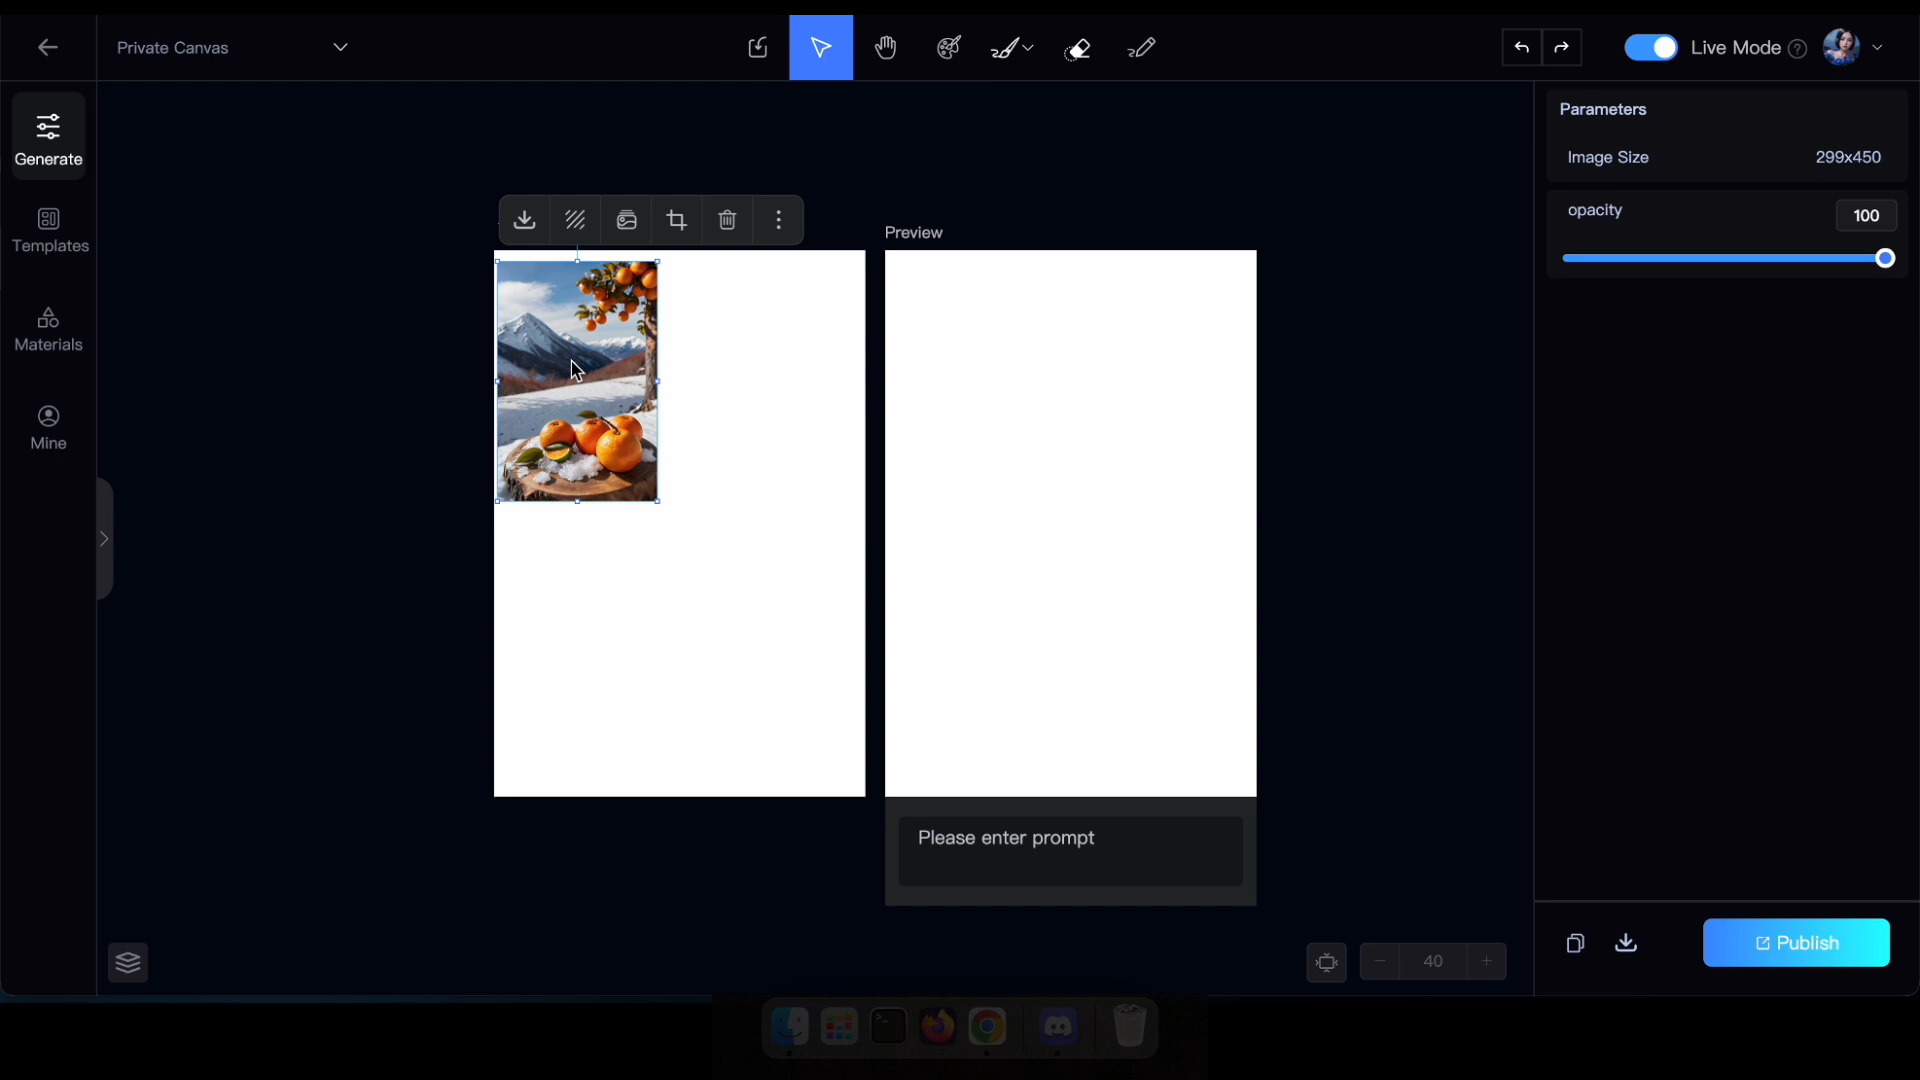 Private Canvas
Live Mode
Generate
Templates
Materials
Mine
Preview
Please enter prompt
Parameters
Image Size 299x450
opacity 100
40
Publish